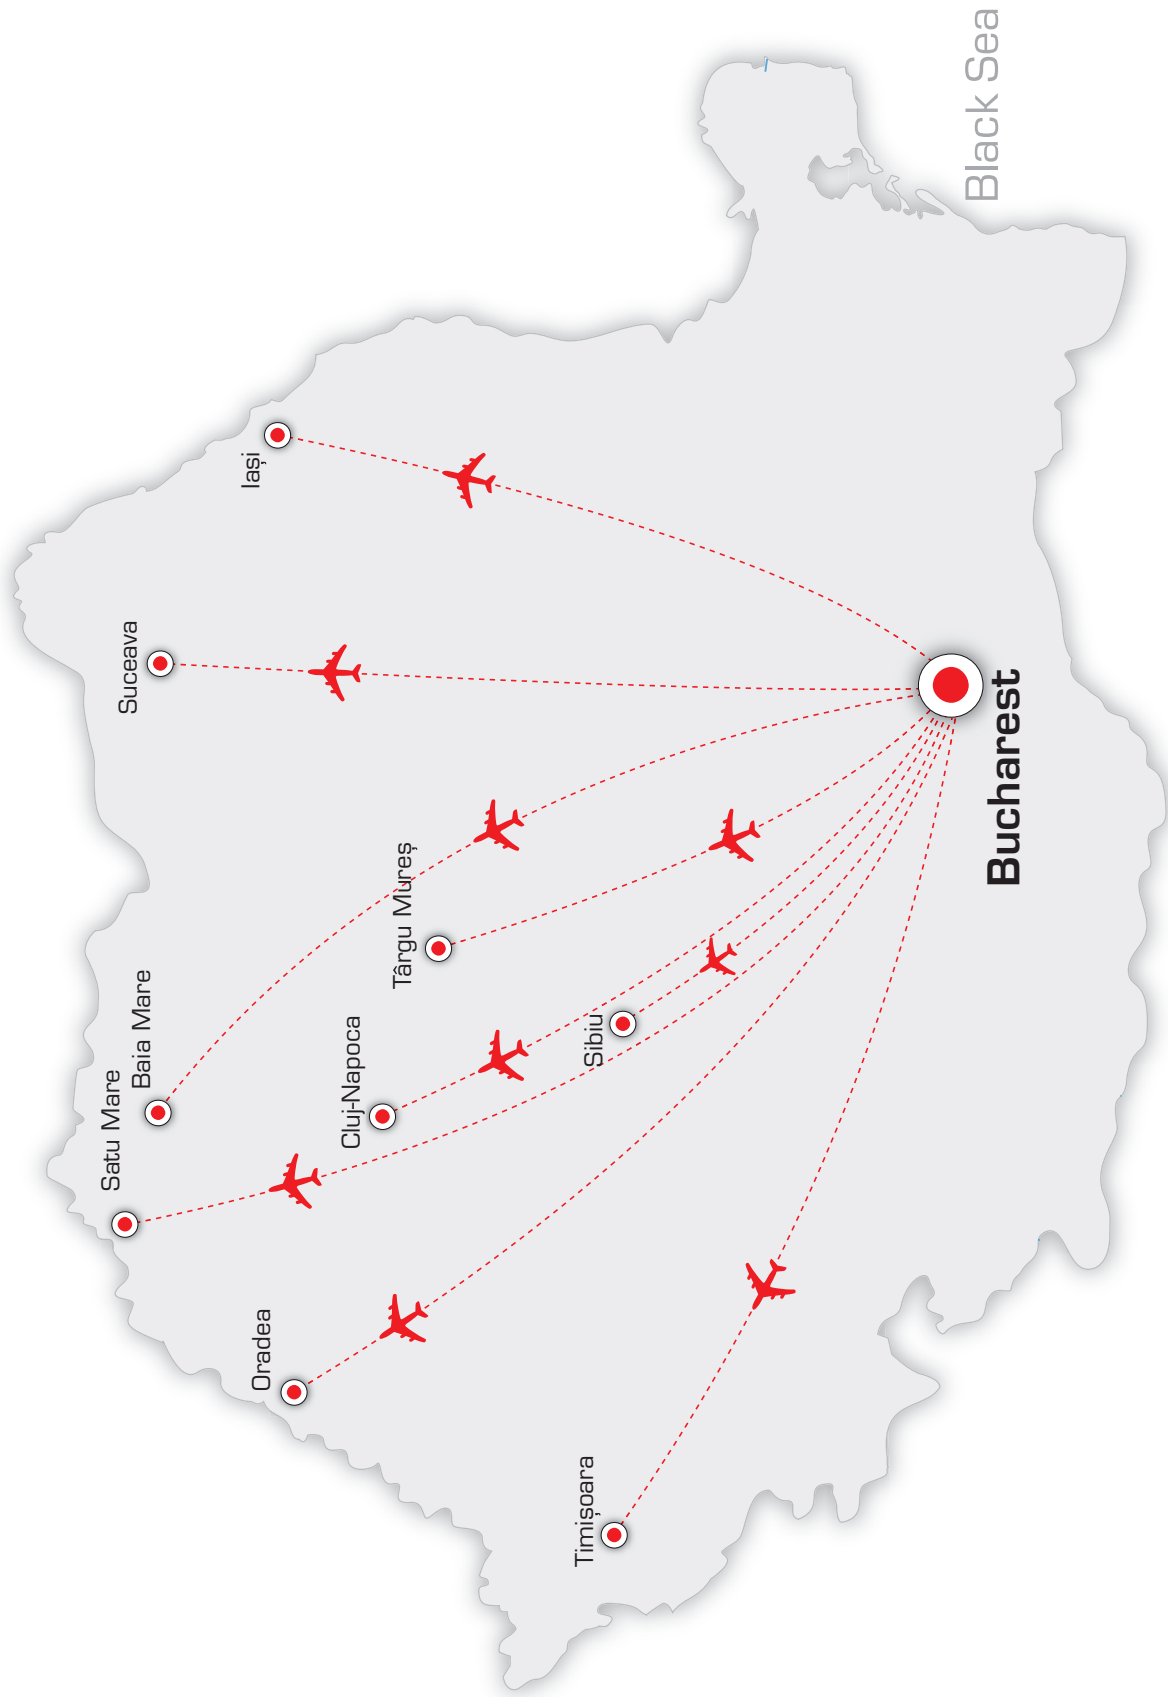 Satu Mare
Baia Mare
Suceava
Oradea
Iași
Cluj-Napoca
Târgu Mureș
Timișoara
Sibiu
Bucharest
Black Sea